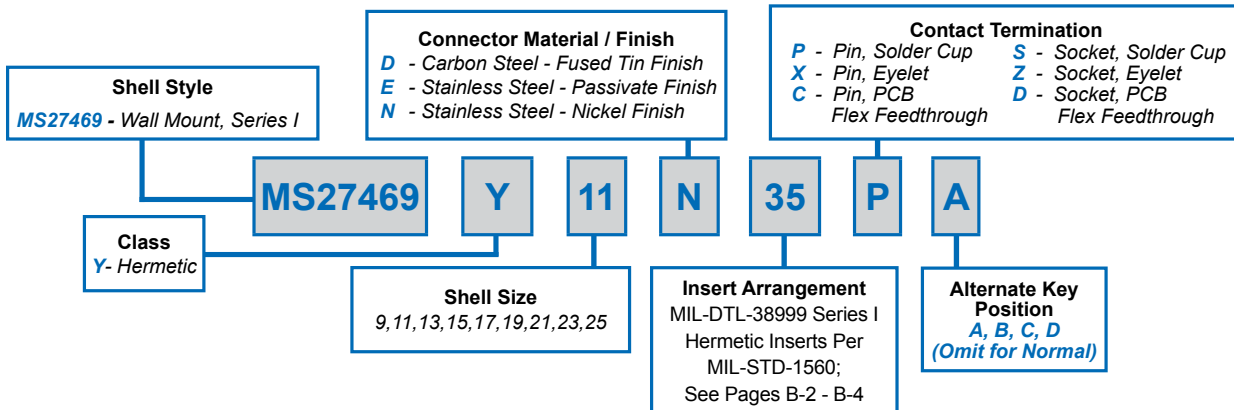 Connector Material / Finish
D - Carbon Steel - Fused Tin Finish
E - Stainless Steel - Passivate Finish
N - Stainless Steel - Nickel Finish
Contact Termination
P - Pin, Solder Cup
X - Pin, Eyelet
C - Pin, PCB
Flex Feedthrough
S - Socket, Solder Cup
Z - Socket, Eyelet
D - Socket, PCB
Flex Feedthrough
Shell Style
MS27469 - Wall Mount, Series I
MS27469 Y 11 N 35 P A
Class
Y- Hermetic
Shell Size
9,11,13,15,17,19,21,23,25
Insert Arrangement
MIL-DTL-38999 Series I
Hermetic Inserts Per
MIL-STD-1560;
See Pages B-2 - B-4
Alternate Key
Position
A, B, C, D
(Omit for Normal)